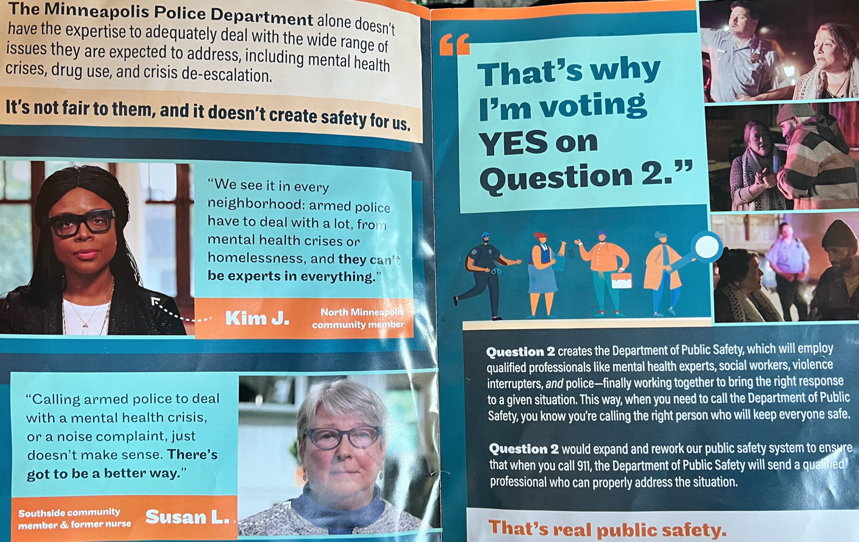 The Minneapolis Police Department alone doesn't
have the expertise to adequately deal with the wide range of
issues they are expected to address, including mental health
crises, drug use, and crisis de-escalation.
It's not fair to them, and it doesn't create safety for us.
"We see it in every
neighborhood: armed police
have to deal with a lot, from
mental health crises or
homelessness, and they can't
be experts in everything."
Kim J.
North Minneapolis
community member
"Calling armed police to deal
with a mental health crisis,
or a noise complaint, just
doesn't make sense. There's
got to be a better way."
Southside community
member & former nurse
Susan L.
"That's why
I'm voting
YES on
Question 2."
Question 2 creates the Department of Public Safety, which will employ
qualified professionals like mental health experts, social workers, violence
interrupters, and police—finally working together to bring the right response
to a given situation. This way, when you need to call the Department of Public
Safety, you know you're calling the right person who will keep everyone safe.
Question 2 would expand and rework our public safety system to ensure
that when you call 911, the Department of Public Safety will send a qualified
professional who can properly address the situation.
That's real public safety.